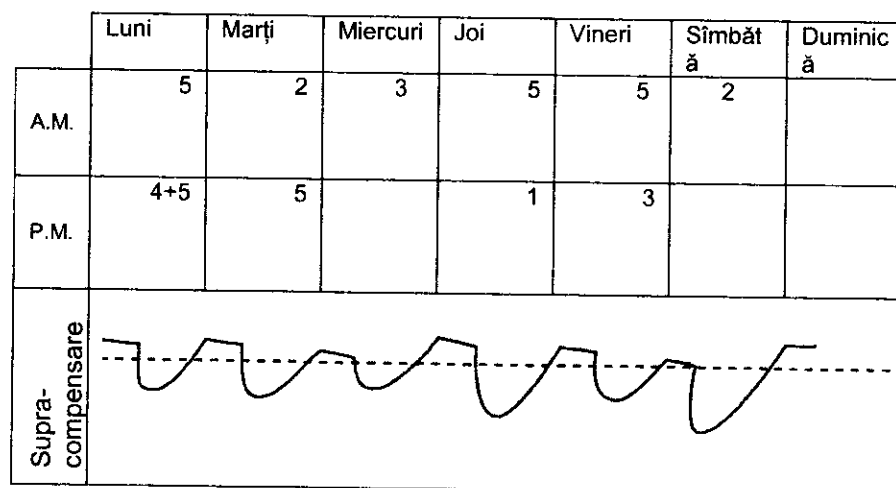 Luni Marți Miercuri Joi Vineri Sîmbăt Duminic
ă ă
5 2 3 5 5 2
A.M.
4+5 5 1 3
P.M.
Supra-
compensare